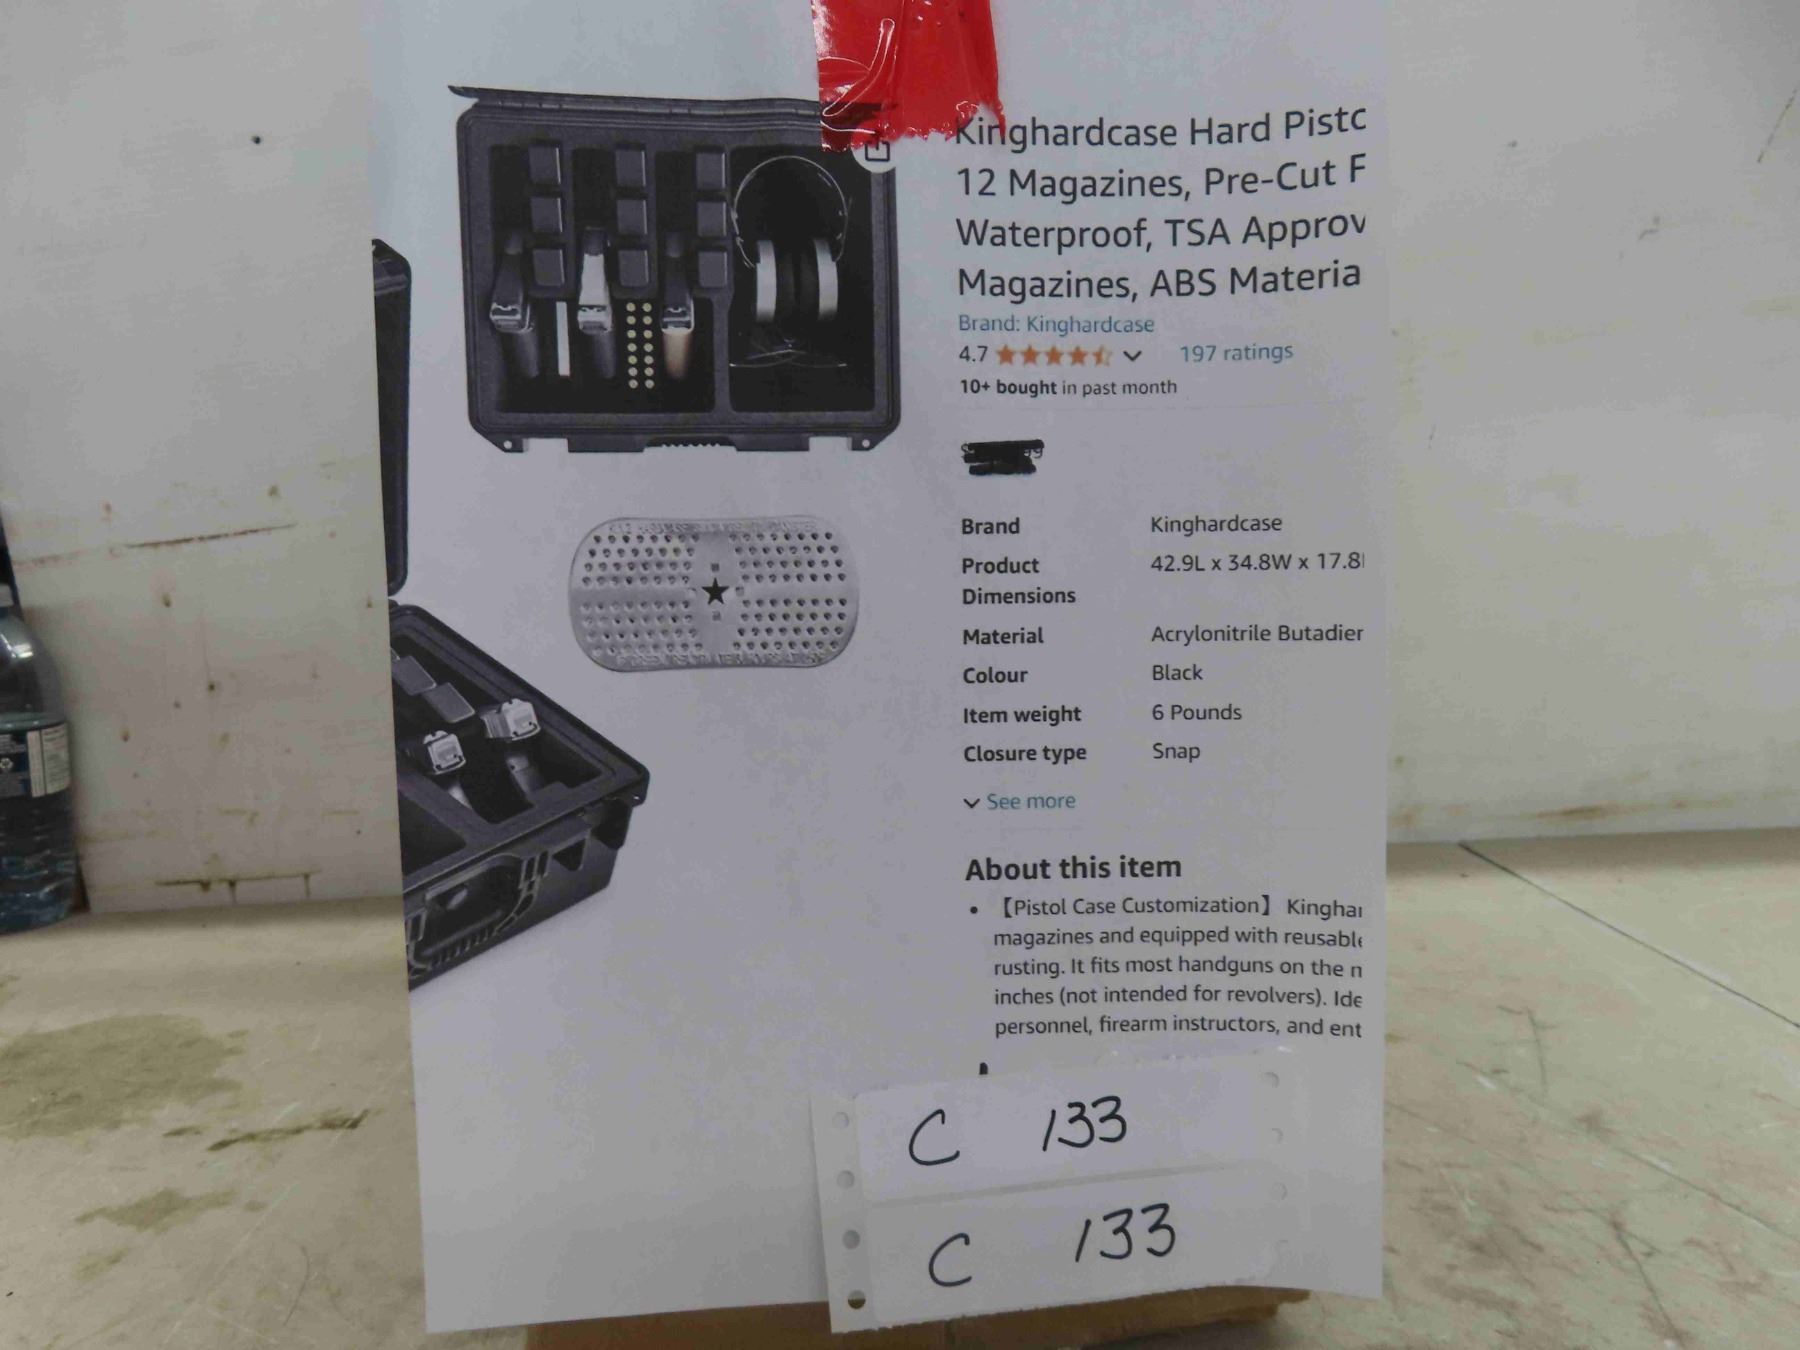 Kinghardcase Hard Pistc
12 Magazines, Pre-Cut F
Waterproof, TSA Approv
Magazines, ABS Materia
Brand: Kinghardcase
4.7 197 ratings
10+ bought in past month
Brand Kinghardcase
Product Dimensions 42.9L x 34.8W x 17.8
Material Acrylonitrile Butadier
Colour Black
Item weight 6 Pounds
Closure type Snap
See more
About this item
• 【Pistol Case Customization】 Kinghar
magazines and equipped with reusable
rusting. It fits most handguns on the n
inches (not intended for revolvers). Ide
personnel, firearm instructors, and ent
C 133
C 133